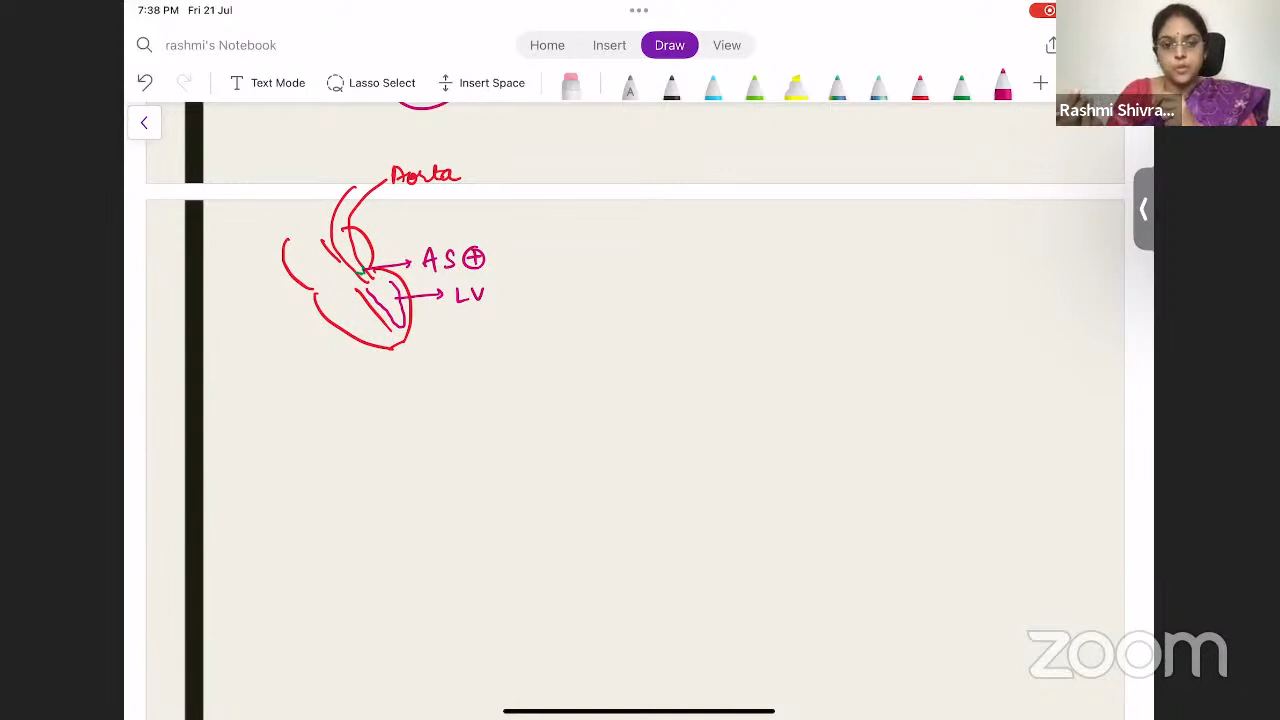 7:38 PM Fri 21 Jul
rashmi's Notebook
Home Insert Draw View
Text Mode Lasso Select Insert Space
A
Rashmi Shivra...
Aorta
AS⊕
LV
zoom